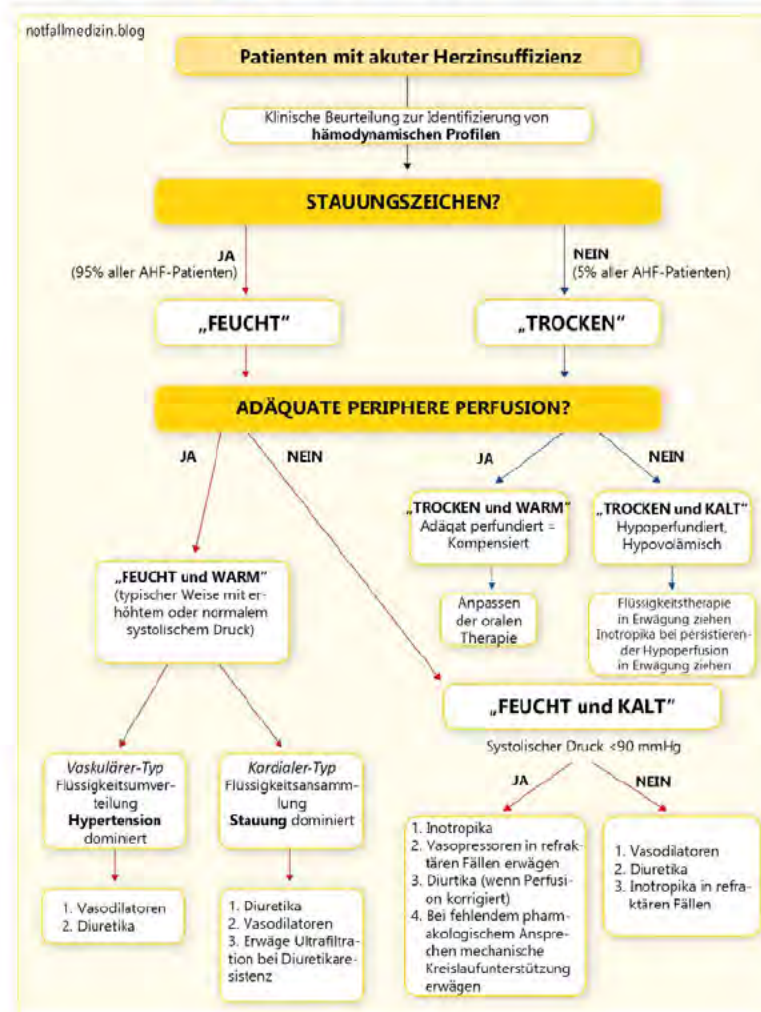 notfallmedizin.blog
Patienten mit akuter Herzinsuffizienz
Klinische Beurteilung zur Identifizierung von
hämodynamischen Profilen
STAUUNGSZEICHEN?
JA
(95% aller AHF-Patienten)
NEIN
(5% aller AHF-Patienten)
„FEUCHT“
„TROCKEN“
ADÄQUATE PERIPHERE PERFUSION?
JA
NEIN
JA
NEIN
„TROCKEN und WARM“
Adäqat perfundiert =
Kompensiert
„TROCKEN und KALT“
Hypoperfundiert,
Hypovolämisch
„FEUCHT und WARM“
(typischer Weise mit er-
höhtem oder normalem
systolischem Druck)
Anpassen
der oralen
Therapie
Flüssigkeitstherapie
in Erwägung ziehen
Inotropika bei persistieren-
der Hypoperfusion
in Erwägung ziehen
„FEUCHT und KALT“
Systolischer Druck <90 mmHg
JA
NEIN
Vaskulärer-Typ
Flüssigkeitsumver-
teilung
Hypertension
dominiert
Kardialer-Typ
Flüssigkeitsansamm-
lung
Stauung dominiert
1. Inotropika
2. Vasopressoren in refrak-
tären Fällen erwägen
3. Diurtika (wenn Perfusi-
on korrigiert)
4. Bei fehlendem pharm-
akologischem Anspre-
chen mechanische
Kreislaufunterstützung
erwägen
1. Vasodilatoren
2. Diuretika
3. Inotropika in refra-
ktären Fällen
1. Vasodilatoren
2. Diuretika
1. Diuretika
2. Vasodilatoren
3. Erwäge Ultrafiltra-
tion bei Diuretikare-
sistenz